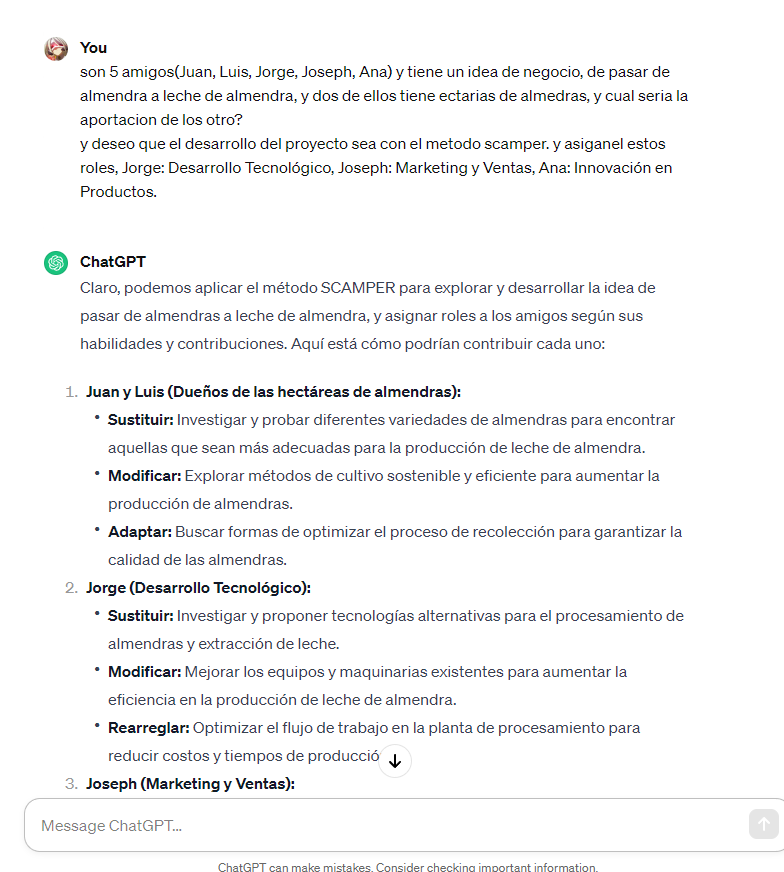 You
son 5 amigos(Juan, Luis, Jorge, Joseph, Ana) y tiene un idea de negocio, de pasar de
almendra a leche de almendra, y dos de ellos tiene ectarias de almedras, y cual seria la
aportacion de los otro?
y deseo que el desarrollo del proyecto sea con el metodo scamper. y asiganel estos
roles, Jorge: Desarrollo Tecnológico, Joseph: Marketing y Ventas, Ana: Innovación en
Productos.
ChatGPT
Claro, podemos aplicar el método SCAMPER para explorar y desarrollar la idea de
pasar de almendras a leche de almendra, y asignar roles a los amigos según sus
habilidades y contribuciones. Aquí está cómo podrían contribuir cada uno:
1. Juan y Luis (Dueños de las hectáreas de almendras):
• Sustituir: Investigar y probar diferentes variedades de almendras para encontrar
aquellas que sean más adecuadas para la producción de leche de almendra.
• Modificar: Explorar métodos de cultivo sostenible y eficiente para aumentar la
producción de almendras.
• Adaptar: Buscar formas de optimizar el proceso de recolección para garantizar la
calidad de las almendras.
2. Jorge (Desarrollo Tecnológico):
• Sustituir: Investigar y proponer tecnologías alternativas para el procesamiento de
almendras y extracción de leche.
• Modificar: Mejorar los equipos y maquinarias existentes para aumentar la
eficiencia en la producción de leche de almendra.
• Rearreglar: Optimizar el flujo de trabajo en la planta de procesamiento para
reducir costos y tiempos de producció
3. Joseph (Marketing y Ventas):
Message ChatGPT...
ChatGPT can make mistakes. Consider checking important information.